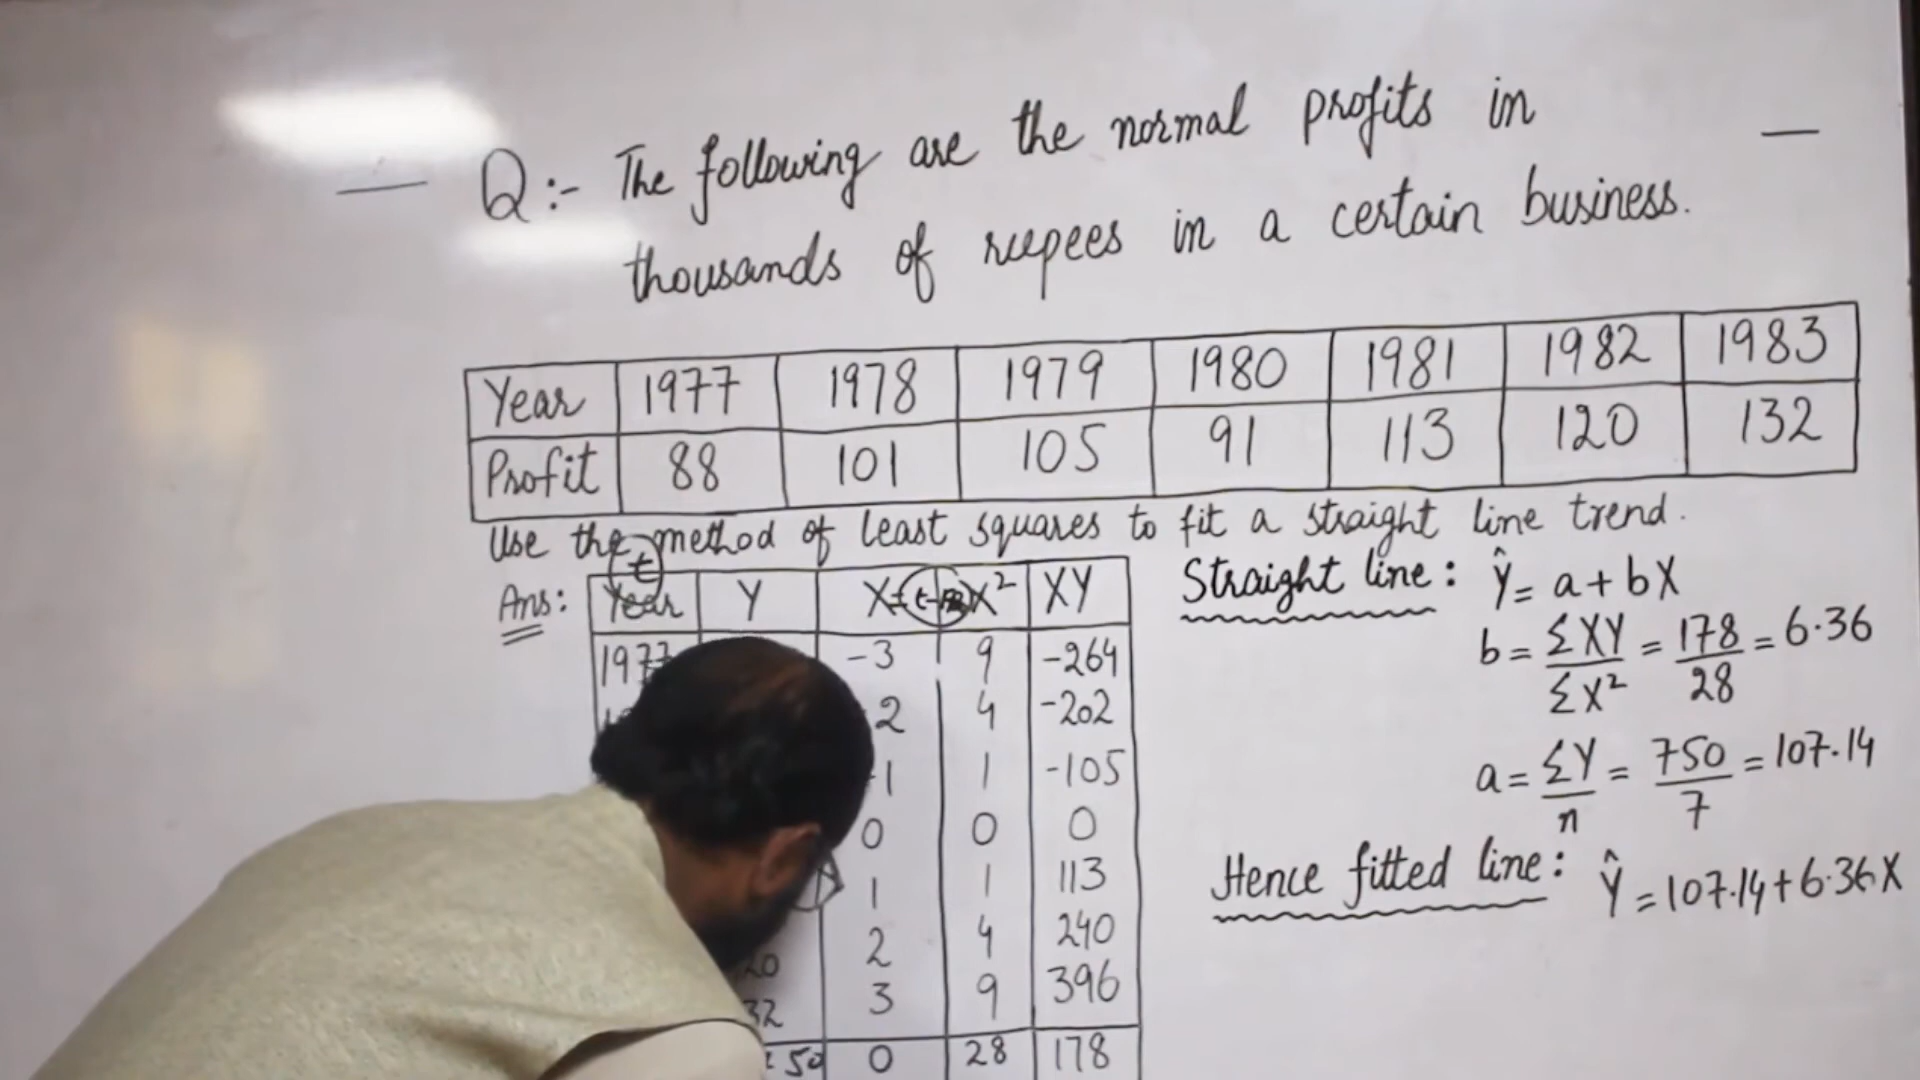 Q:- The following are the normal profits in
thousands of rupees in a certain business.
Year 1977 1978 1979 1980 1981 1982 1983
Profit 88 101 105 91 113 120 132
Use the method of least squares to fit a straight line trend.
Ans:
t
Year Y X X² XY
1977 -3 9 -264
-2 4 -202
-1 1 -105
0 0 0
1 1 113
2 4 240
3 9 396
50 0 28 178
Straight line: Ŷ = a + bX
b = ΣXY / ΣX² = 178 / 28 = 6.36
a = ΣY / n = 750 / 7 = 107.14
Hence fitted line: Ŷ = 107.14 + 6.36X